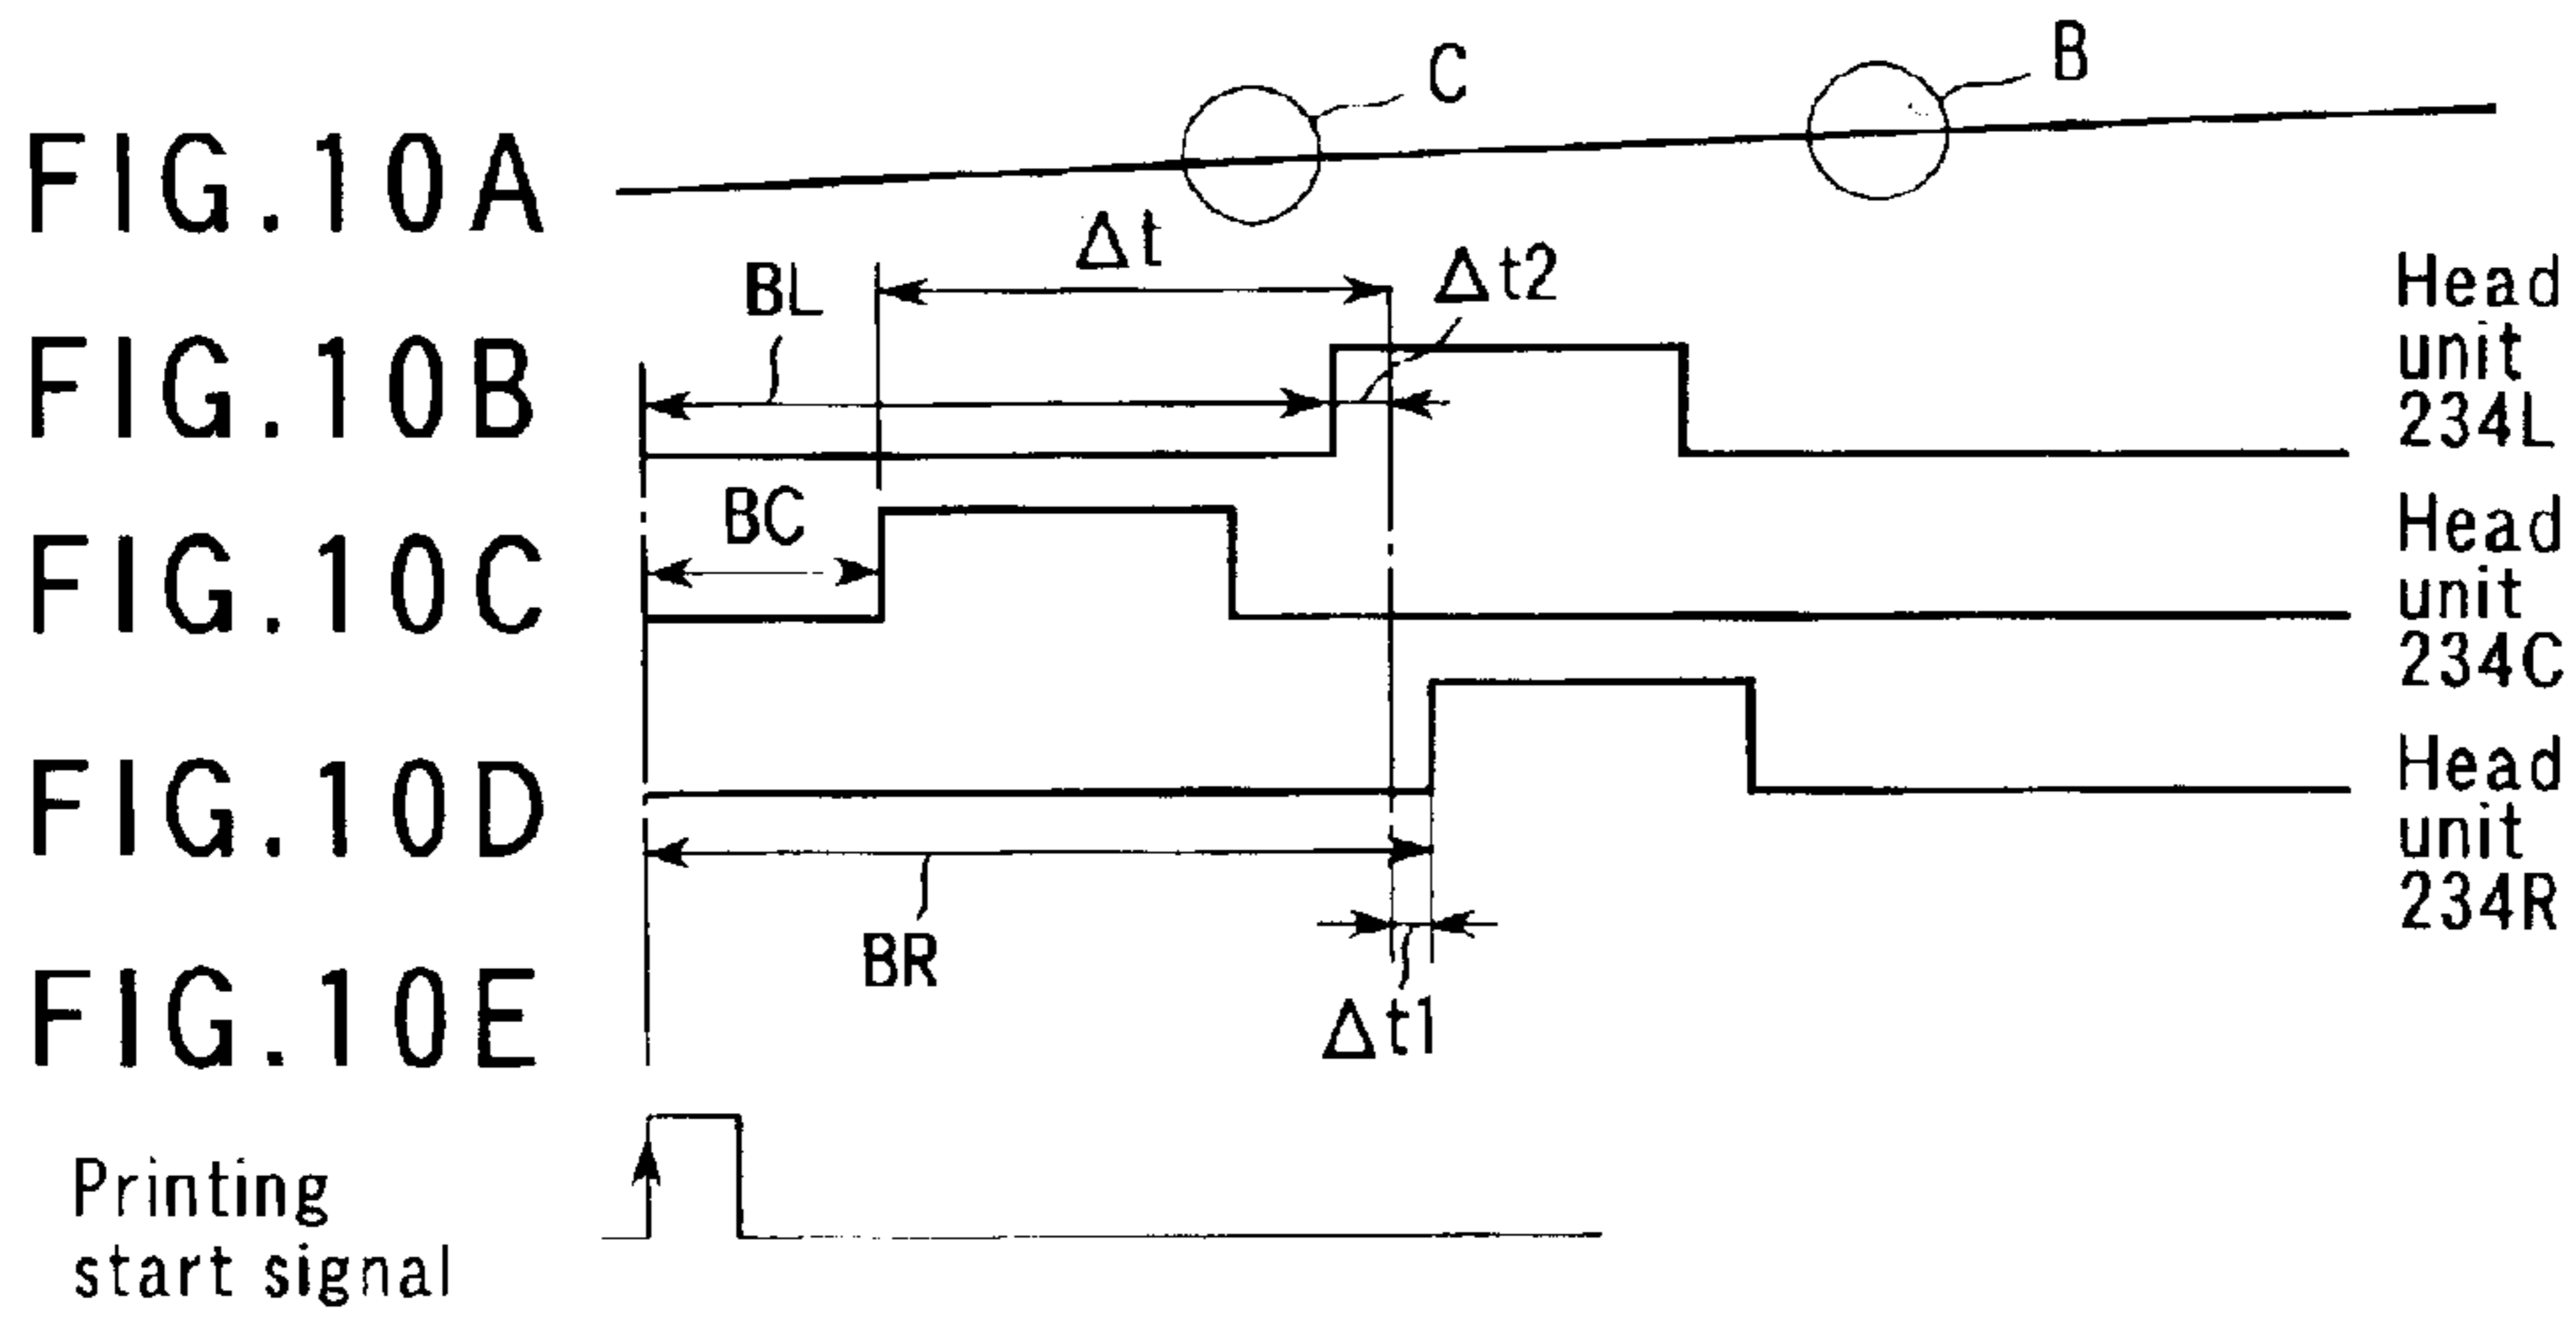 C
B
FIG.10A
Δt
BL
Δt2
Head
unit
234L
FIG.10B
BC
Head
unit
234C
FIG.10C
Head
unit
234R
FIG.10D
BR
Δt1
FIG.10E
Printing
start signal